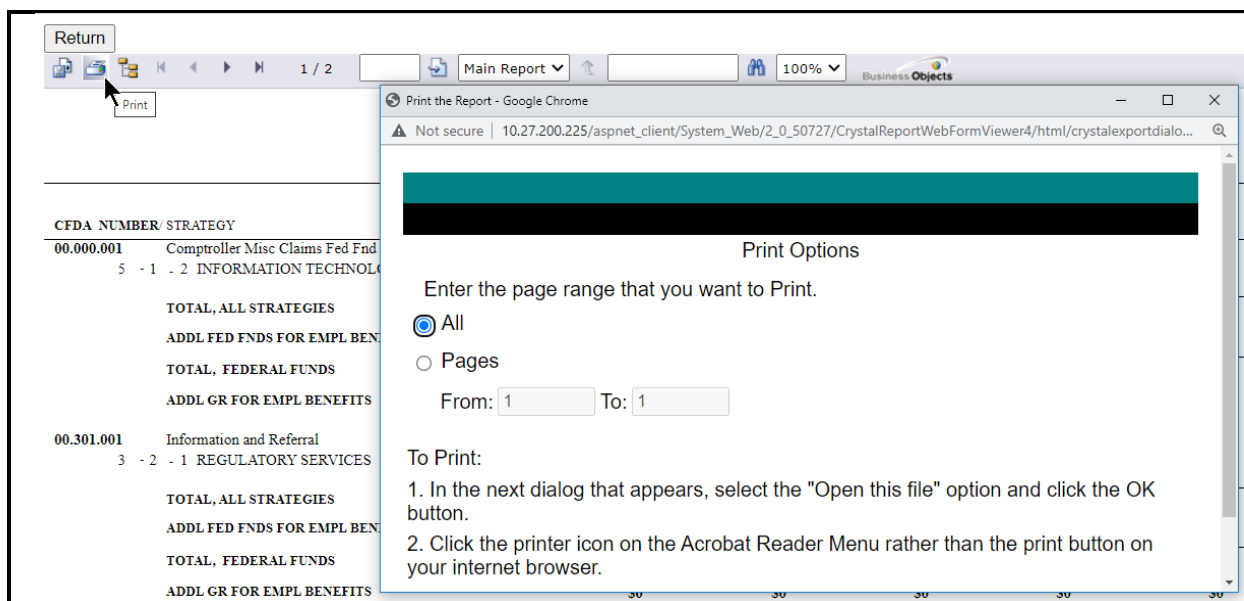 Return
1 / 2
Main Report
100%
Business Objects
Print
Print the Report - Google Chrome
Not secure | 10.27.200.225/aspnet_client/System_Web/2_0_50727/CrystalReportWebFormViewer4/html/crystalexportdialo...
Print Options
Enter the page range that you want to Print.
All
Pages
From: 1 To: 1
To Print:
1. In the next dialog that appears, select the "Open this file" option and click the OK
button.
2. Click the printer icon on the Acrobat Reader Menu rather than the print button on
your internet browser.
CFDA NUMBER/ STRATEGY
00.000.001 Comptroller Misc Claims Fed Fnd
5 - 1 - 2 INFORMATION TECHNOLO
TOTAL, ALL STRATEGIES
ADDL FED FNDS FOR EMPL BEN
TOTAL, FEDERAL FUNDS
ADDL GR FOR EMPL BENEFITS
00.301.001 Information and Referral
3 - 2 - 1 REGULATORY SERVICES
TOTAL, ALL STRATEGIES
ADDL FED FNDS FOR EMPL BEN
TOTAL, FEDERAL FUNDS
ADDL GR FOR EMPL BENEFITS $0 $0 $0 $0 $0